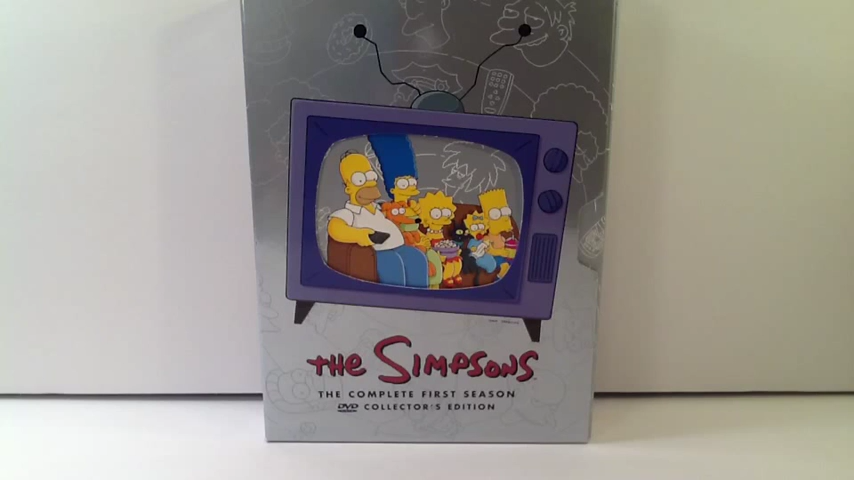 THE SIMPSONS
THE COMPLETE FIRST SEASON
DVD COLLECTOR'S EDITION